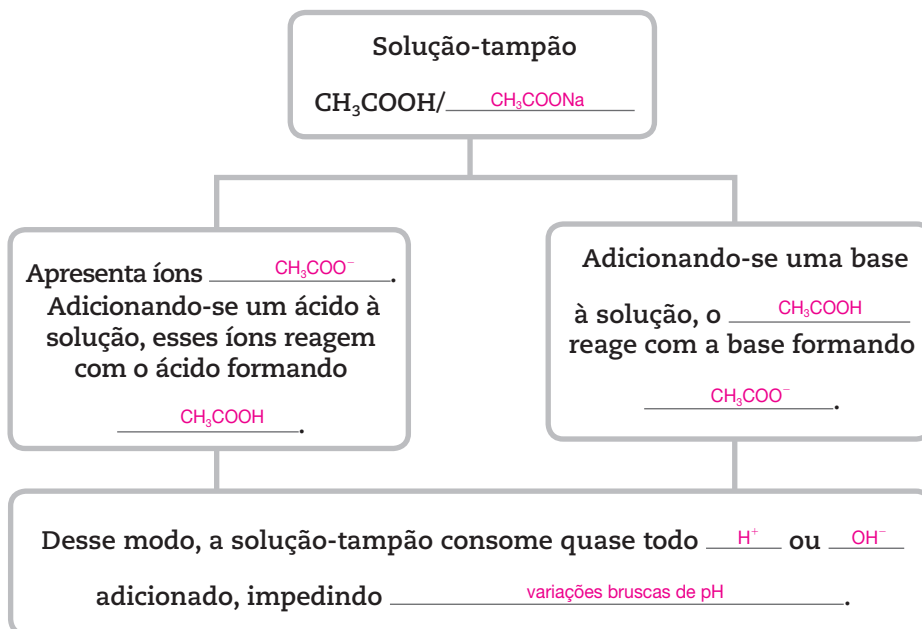 Solução-tampão
CH₃COOH/ CH₃COONa
Apresenta íons CH₃COO⁻.
Adicionando-se um ácido à
solução, esses íons reagem
com o ácido formando
CH₃COOH.
Adicionando-se uma base
à solução, o CH₃COOH
reage com a base formando
CH₃COO⁻.
Desse modo, a solução-tampão consome quase todo H⁺ ou OH⁻
adicionado, impedindo variações bruscas de pH.